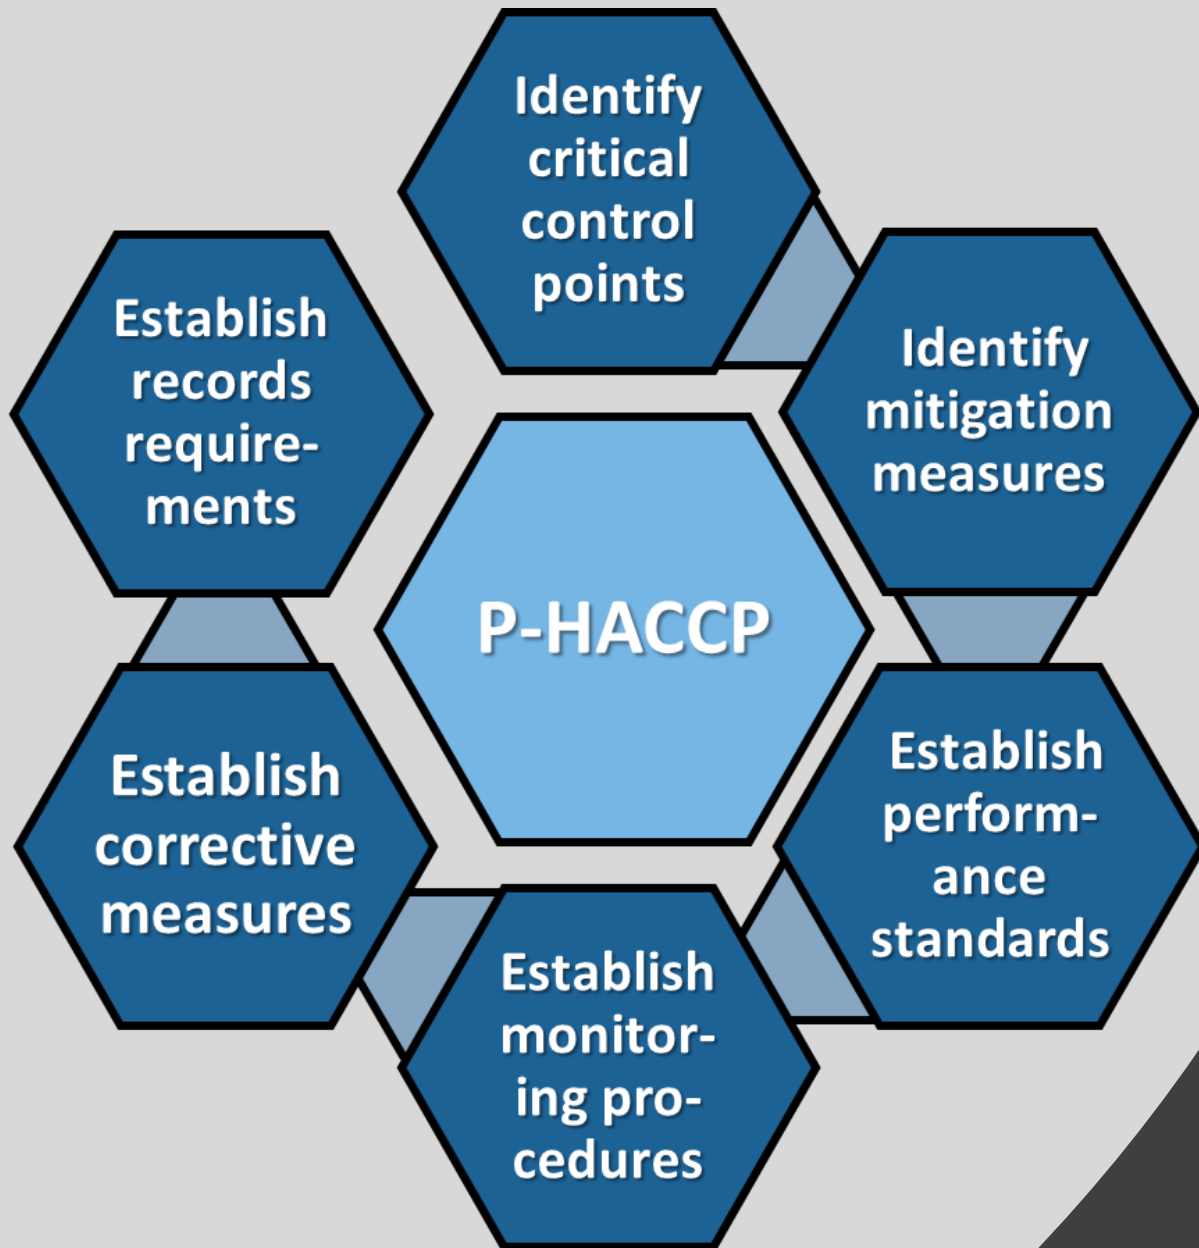 Identify
critical
control
points
Identify
mitigation
measures
Establish
perform-
ance
standards
Establish
monitor-
ing pro-
cedures
Establish
corrective
measures
Establish
records
require-
ments
P-HACCP